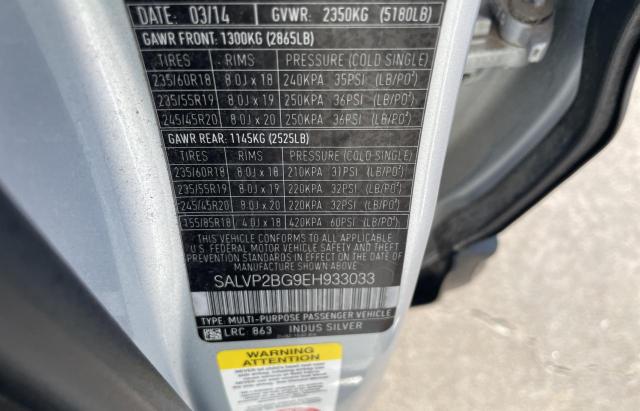 DATE: 03/14 GVWR: 2350KG (5180LB)
GAWR FRONT: 1300KG (2865LB)
TIRES RIMS PRESSURE (COLD SINGLE)
235/60R18 8.0J x 18 240KPA 35PSI (LB/PO²)
235/55R19 8.0J x 19 250KPA 36PSI (LB/PO²)
245/45R20 8.0J x 20 250KPA 36PSI (LB/PO²)
GAWR REAR: 1145KG (2525LB)
TIRES RIMS PRESSURE (COLD SINGLE)
235/60R18 8.0J x 18 210KPA 31PSI (LB/PO²)
235/55R19 8.0J x 19 220KPA 32PSI (LB/PO²)
245/45R20 8.0J x 20 220KPA 32PSI (LB/PO²)
155/85R18 4.0J x 18 420KPA 60PSI (LB/PO²)
THIS VEHICLE CONFORMS TO ALL APPLICABLE
U.S. FEDERAL MOTOR VEHICLE SAFETY AND THEFT
PREVENTION STANDARDS IN EFFECT ON THE DATE
OF MANUFACTURE SHOWN ABOVE
SALVP2BG9EH933033
TYPE: MULTI-PURPOSE PASSENGER VEHICLE
LRC: 863 INDUS SILVER
WARNING
ATTENTION